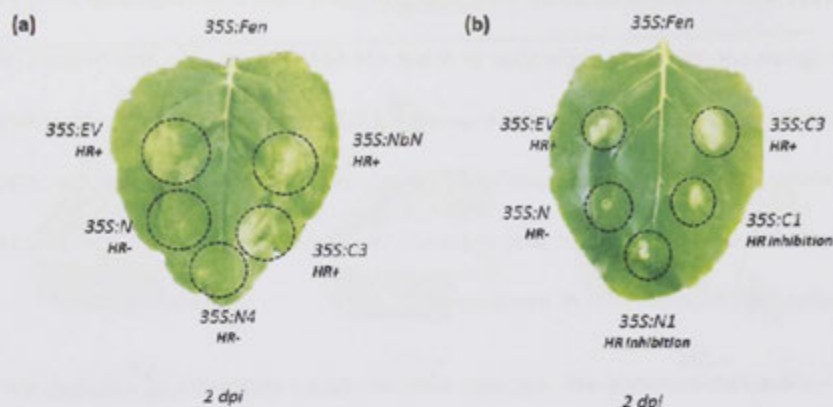 (a)
35S:Fen
35S:EV
HR+
35S:NbN
HR+
35S:N
HR-
35S:C3
HR+
35S:N4
HR-
2 dpi
(b)
35S:Fen
35S:EV
HR+
35S:C3
HR+
35S:N
HR-
35S:C1
HR inhibition
35S:N1
HR inhibition
2 dpi